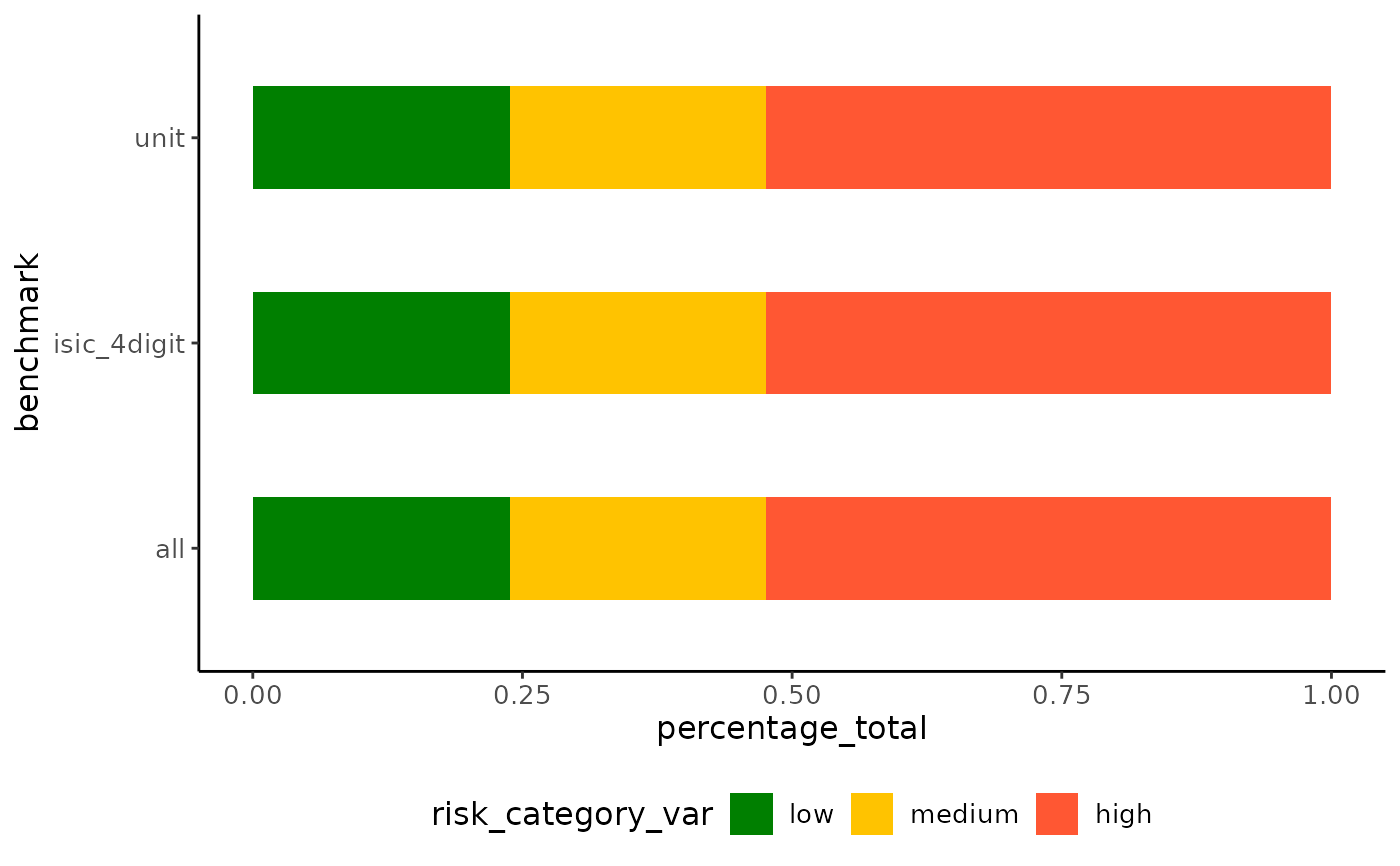 benchmark
unit
isic_4digit
all
0.00 0.25 0.50 0.75 1.00
percentage_total
risk_category_var low medium high